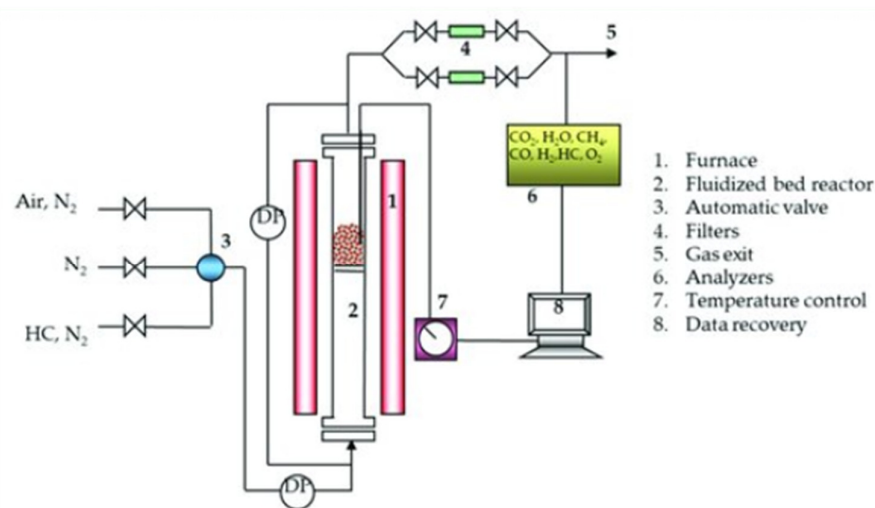 5
4
CO₂, H₂O, CH₄,
CO, H₂, HC, O₂
6
1. Furnace
2. Fluidized bed reactor
3. Automatic valve
4. Filters
5. Gas exit
6. Analyzers
7. Temperature control
8. Data recovery
Air, N₂
N₂
HC, N₂
3
DP
1
2
7
8
DP